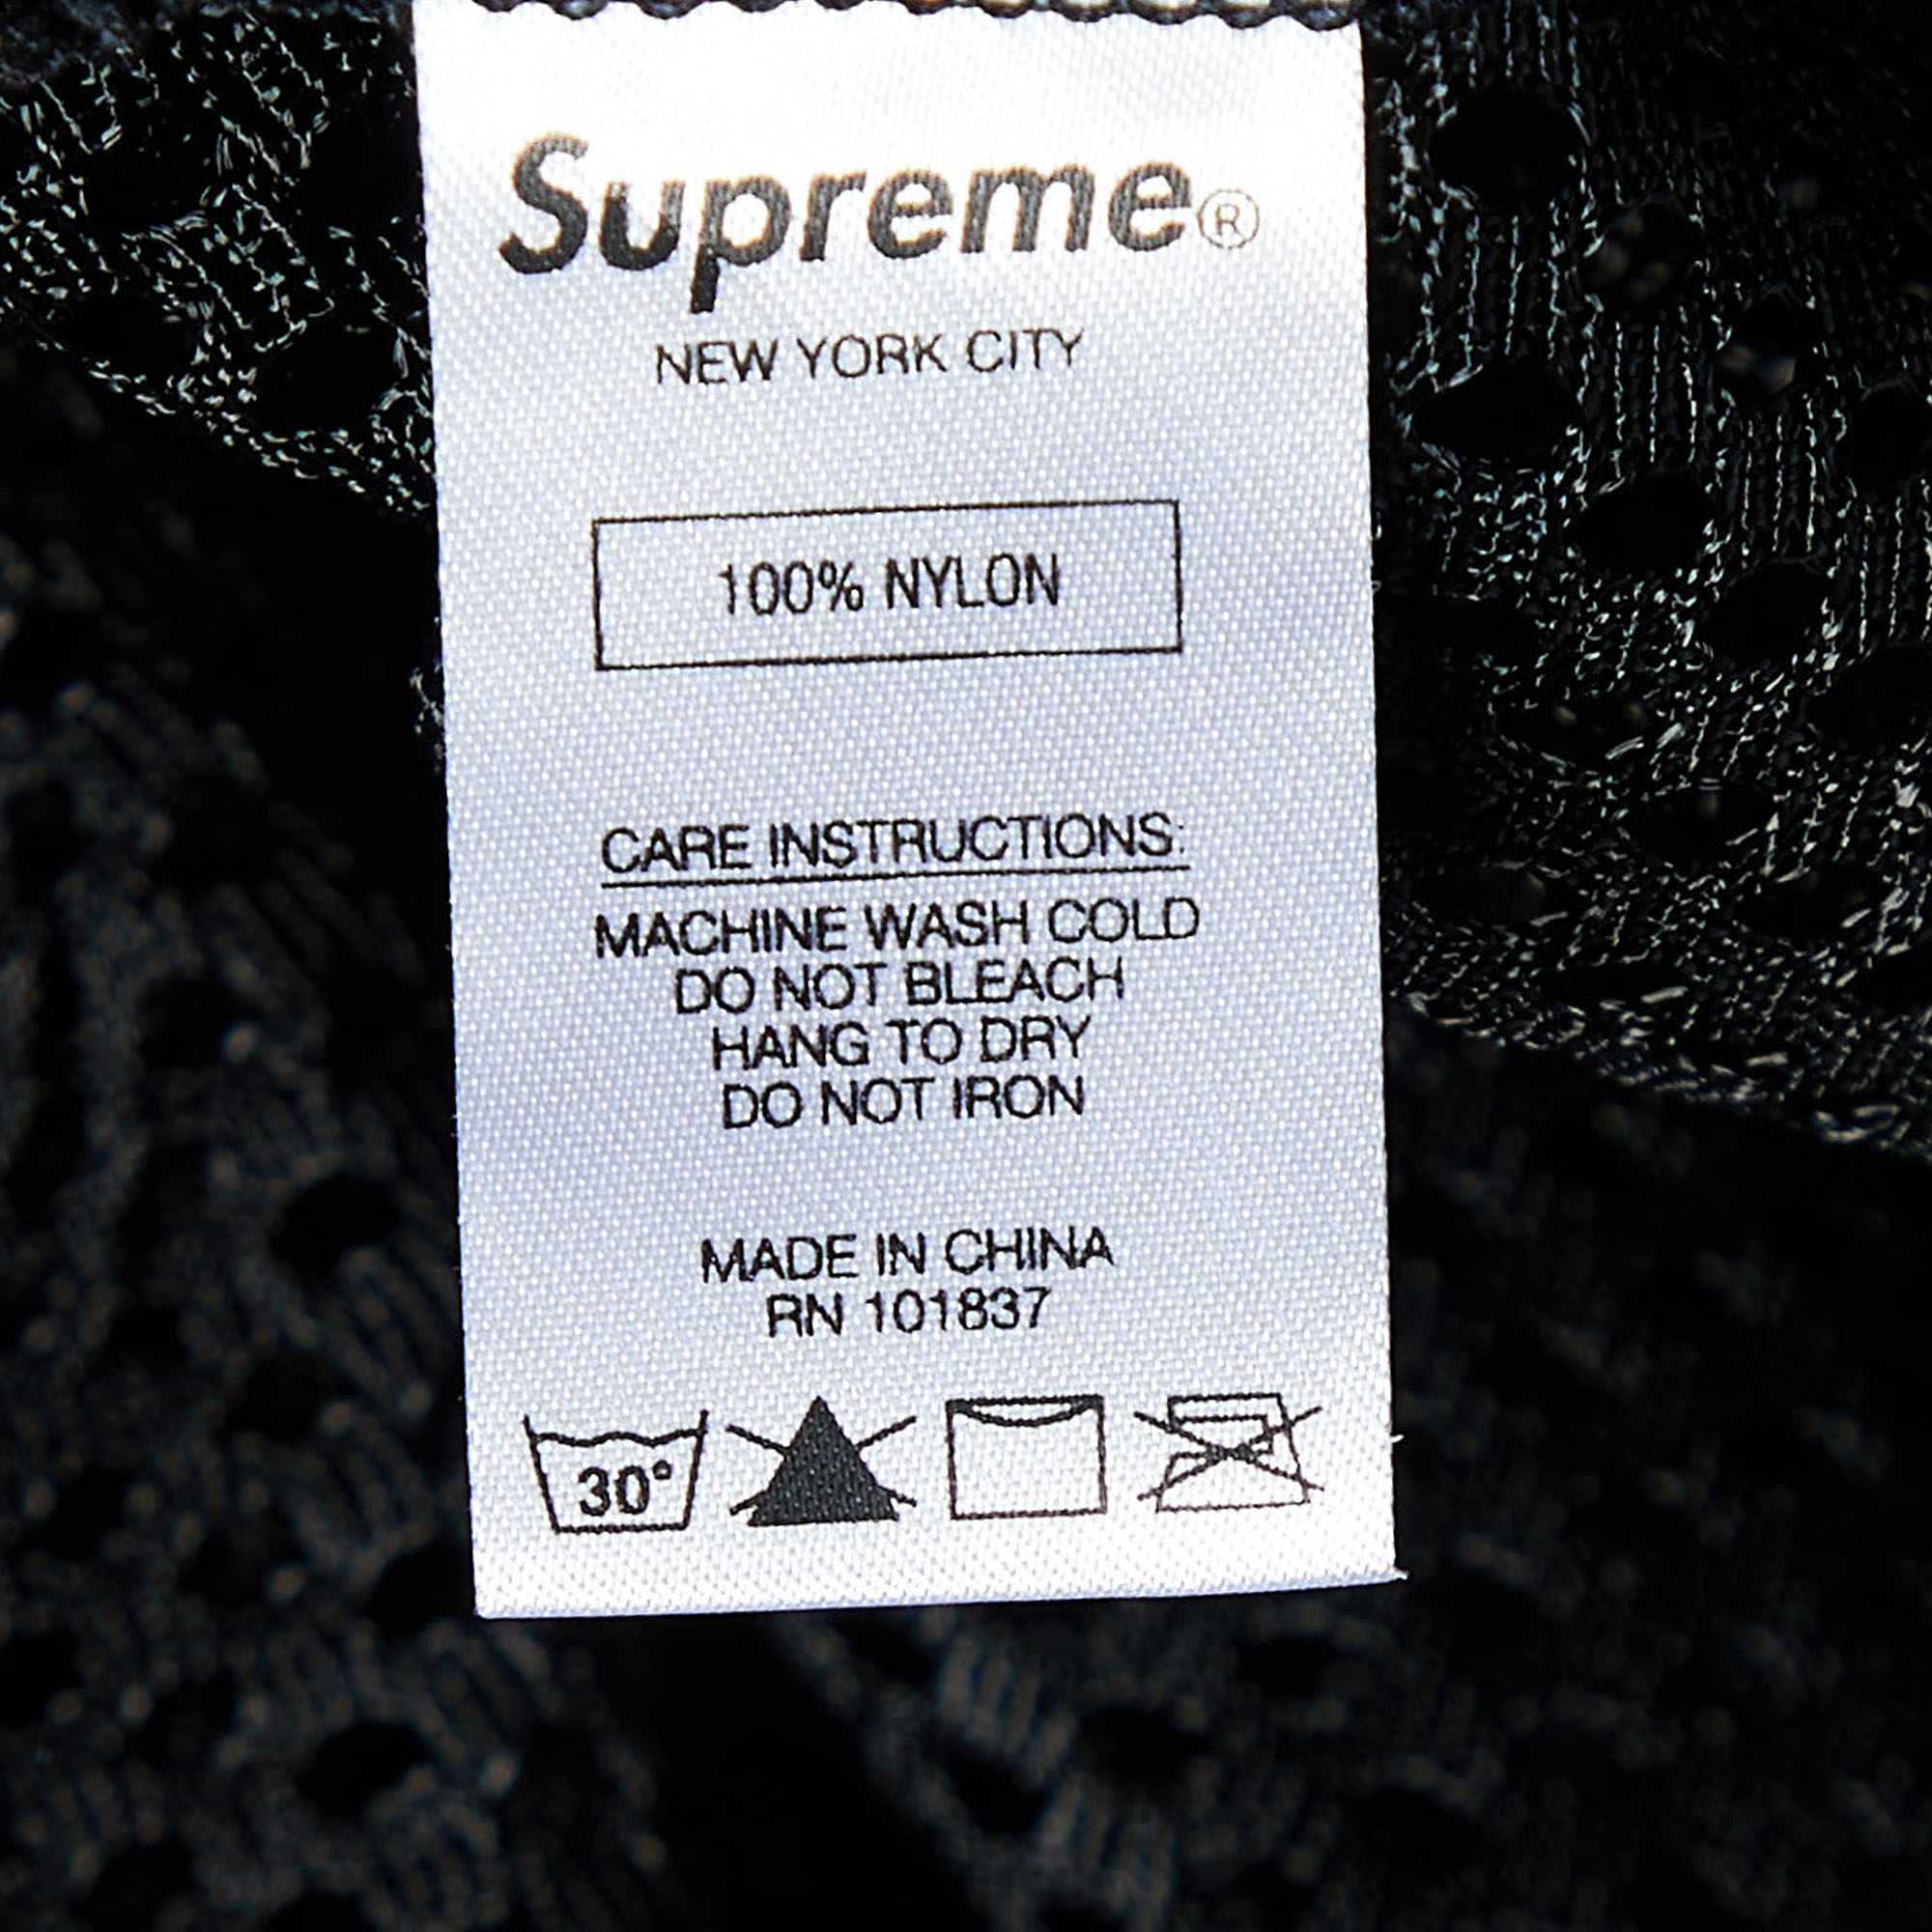 Supreme®
NEW YORK CITY
100% NYLON
CARE INSTRUCTIONS:
MACHINE WASH COLD
DO NOT BLEACH
HANG TO DRY
DO NOT IRON
MADE IN CHINA
RN 101837
30°